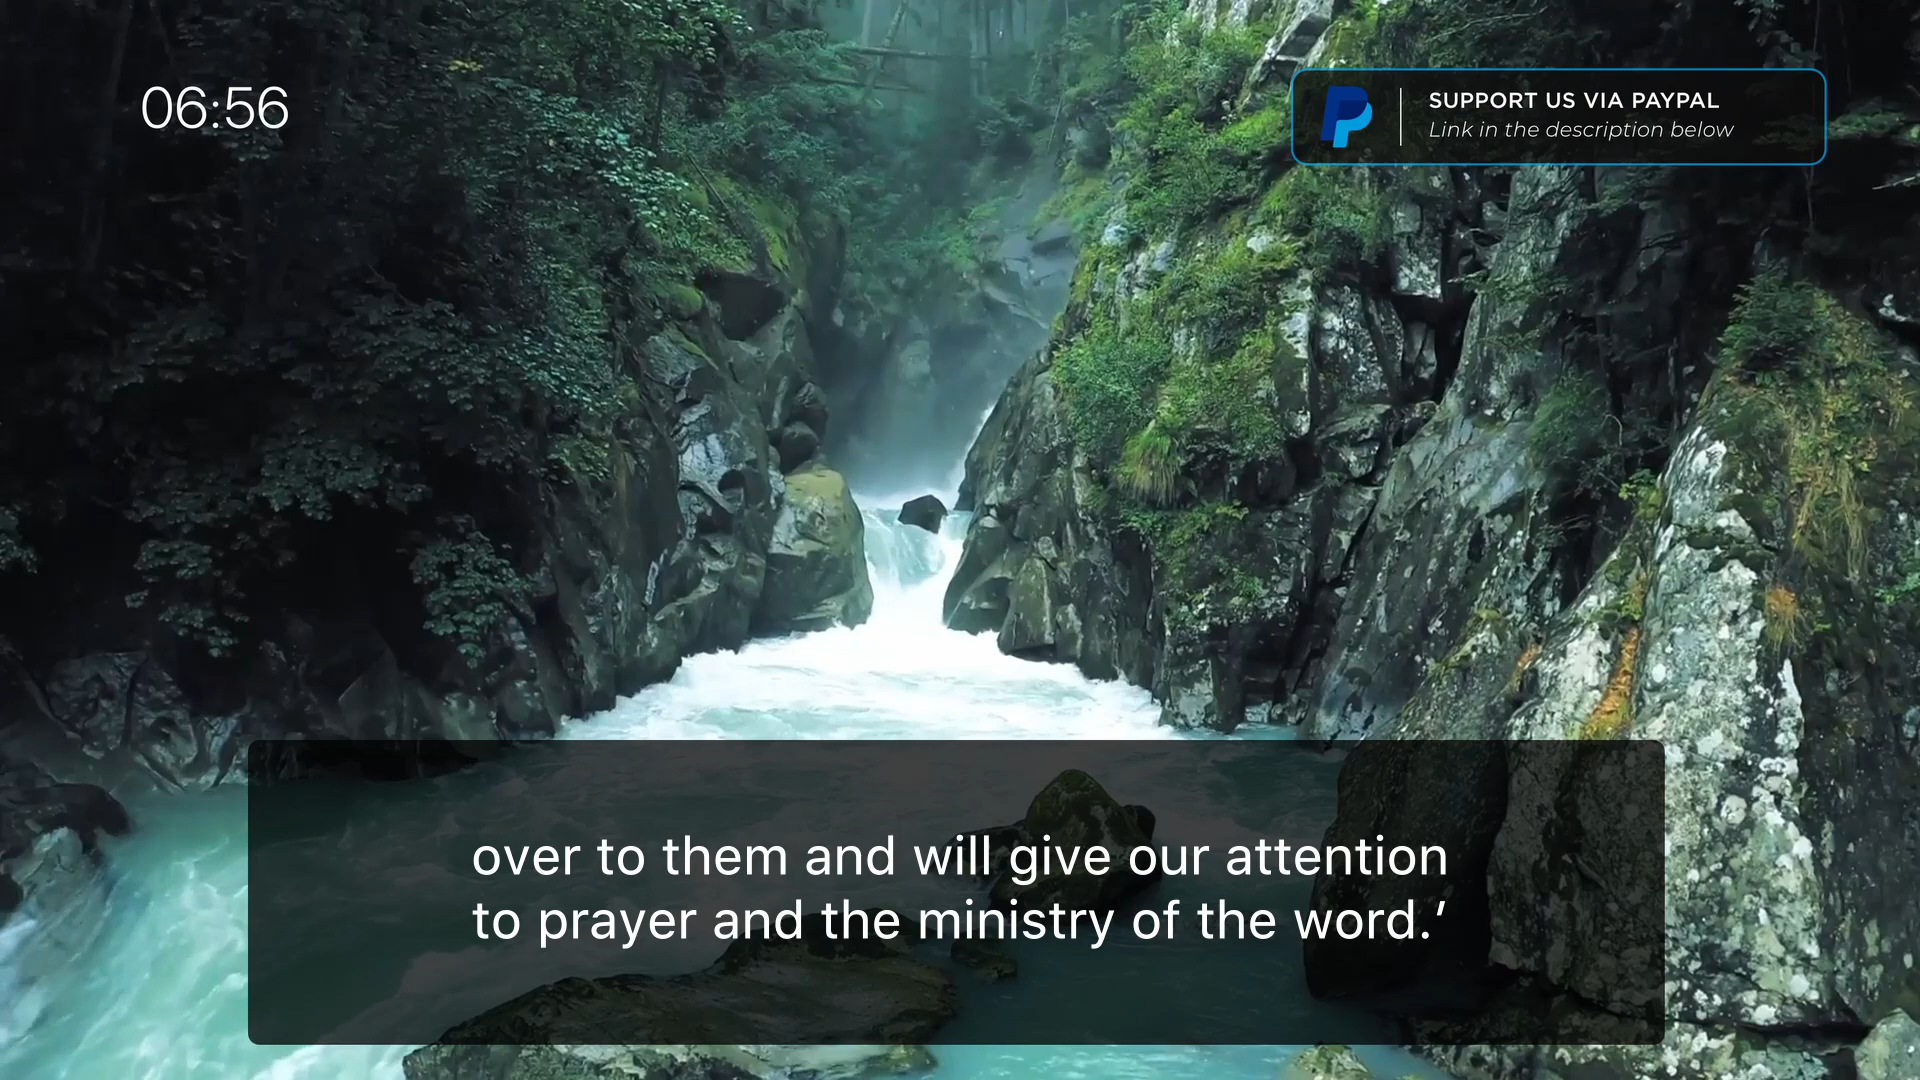 06:56
SUPPORT US VIA PAYPAL
Link in the description below
over to them and will give our attention
to prayer and the ministry of the word.’